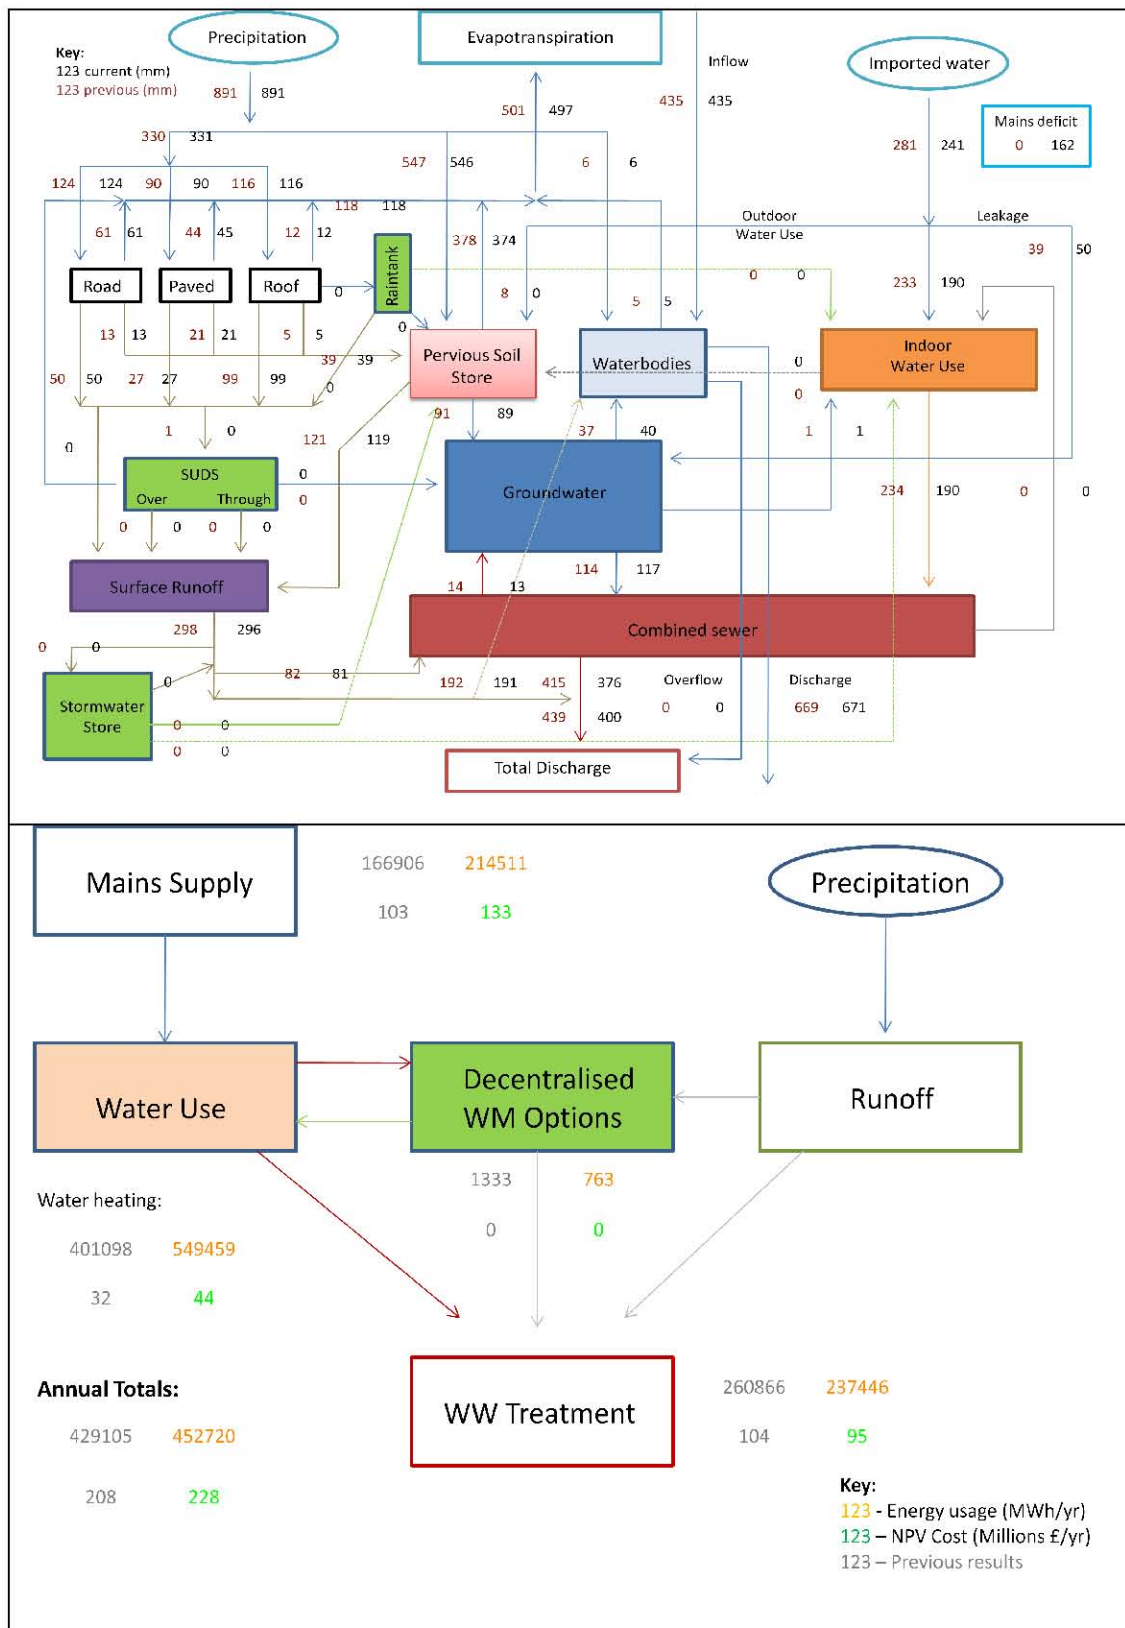 Precipitation
Evapotranspiration
Key:
123 current (mm)
123 previous (mm)
Inflow
Imported water
891 891
501 497
435 435
Mains deficit
0 162
330 331
281 241
547 546
6 6
124 124 90 90 116 116
118 118
Outdoor
Water Use
Leakage
61 61 44 45 12 12
378 374
39 50
0 0
Road Paved Roof
Raintank
0
233 190
8 0
5 5
13 13 21 21 5 5
0
Pervious Soil
Store
Waterbodies
Indoor
Water Use
39 39
0
50 50 27 27 99 99
0
0
91 89
0
1 0
121 119
37 40
1 1
SUDS
Over Through
0
0
Groundwater
234 190
0 0
0 0 0 0
Surface Runoff
114 117
14 13
298 296
Combined sewer
0 0
82 81
0
192 191
415 376
Overflow
Discharge
Stormwater
Store
0 0
439 400
0 0
669 671
0 0
Total Discharge
Mains Supply
166906 214511
103 133
Precipitation
Water Use
Decentralised
WM Options
Runoff
1333 763
0 0
Water heating:
401098 549459
32 44
Annual Totals:
429105 452720
208 228
WW Treatment
260866 237446
104 95
Key:
123 - Energy usage (MWh/yr)
123 – NPV Cost (Millions £/yr)
123 – Previous results